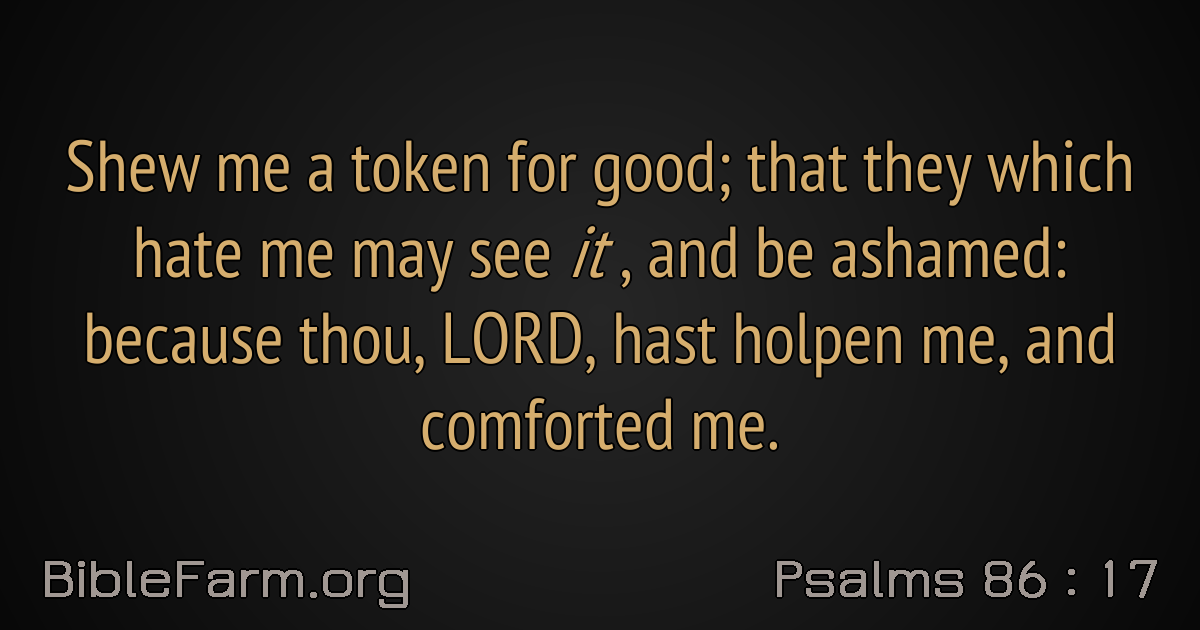 Shew me a token for good; that they which
hate me may see it , and be ashamed:
because thou, LORD, hast holpen me, and
comforted me.
BibleFarm.org
Psalms 86 : 17